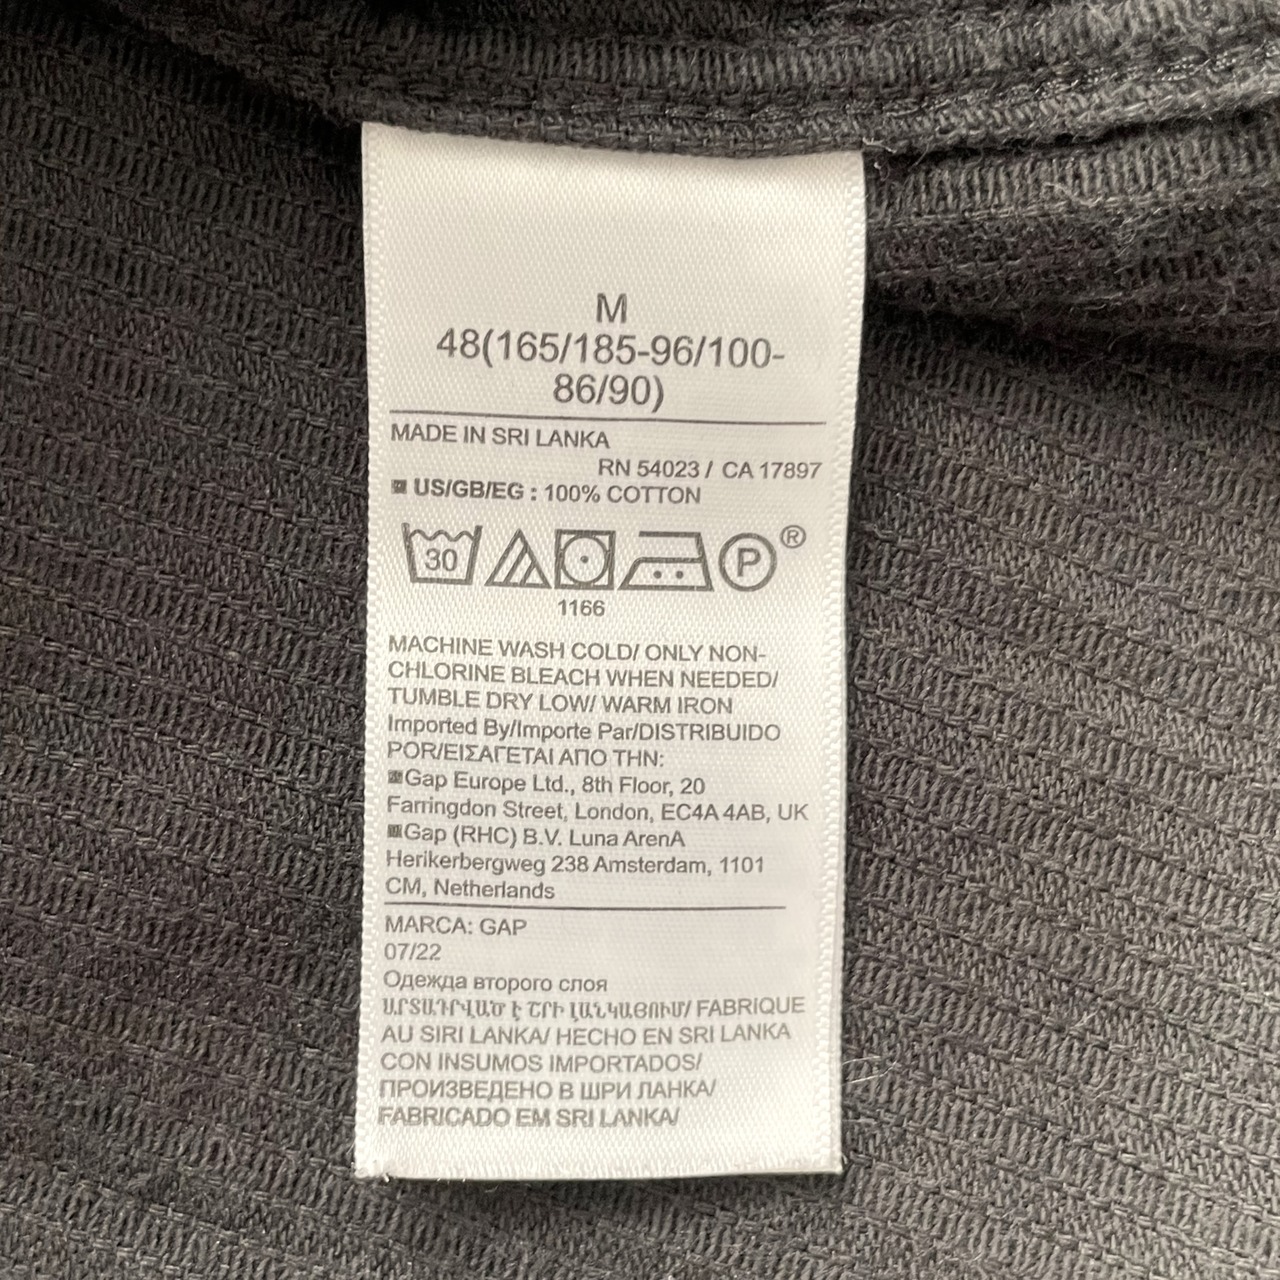 M
48(165/185-96/100-
86/90)
MADE IN SRI LANKA
RN 54023 / CA 17897
US/GB/EG : 100% COTTON
30 P ®
1166
MACHINE WASH COLD/ ONLY NON-
CHLORINE BLEACH WHEN NEEDED/
TUMBLE DRY LOW/ WARM IRON
Imported By/Importe Par/DISTRIBUIDO
POR/ΕΙΣΑΓΕΤΑΙ ΑΠΟ ΤΗΝ:
Gap Europe Ltd., 8th Floor, 20
Farringdon Street, London, EC4A 4AB, UK
Gap (RHC) B.V. Luna ArenA
Herikerbergweg 238 Amsterdam, 1101
CM, Netherlands
MARCA: GAP
07/22
Одежда второго слоя
ԱՐՏԱԴՐՎԱԾ Է ՇՐԻ ԼԱՆԿԱՅՈՒՄ/ FABRIQUE
AU SIRI LANKA/ HECHO EN SRI LANKA
CON INSUMOS IMPORTADOS/
ПРОИЗВЕДЕНО В ШРИ ЛАНКА/
FABRICADO EM SRI LANKA/